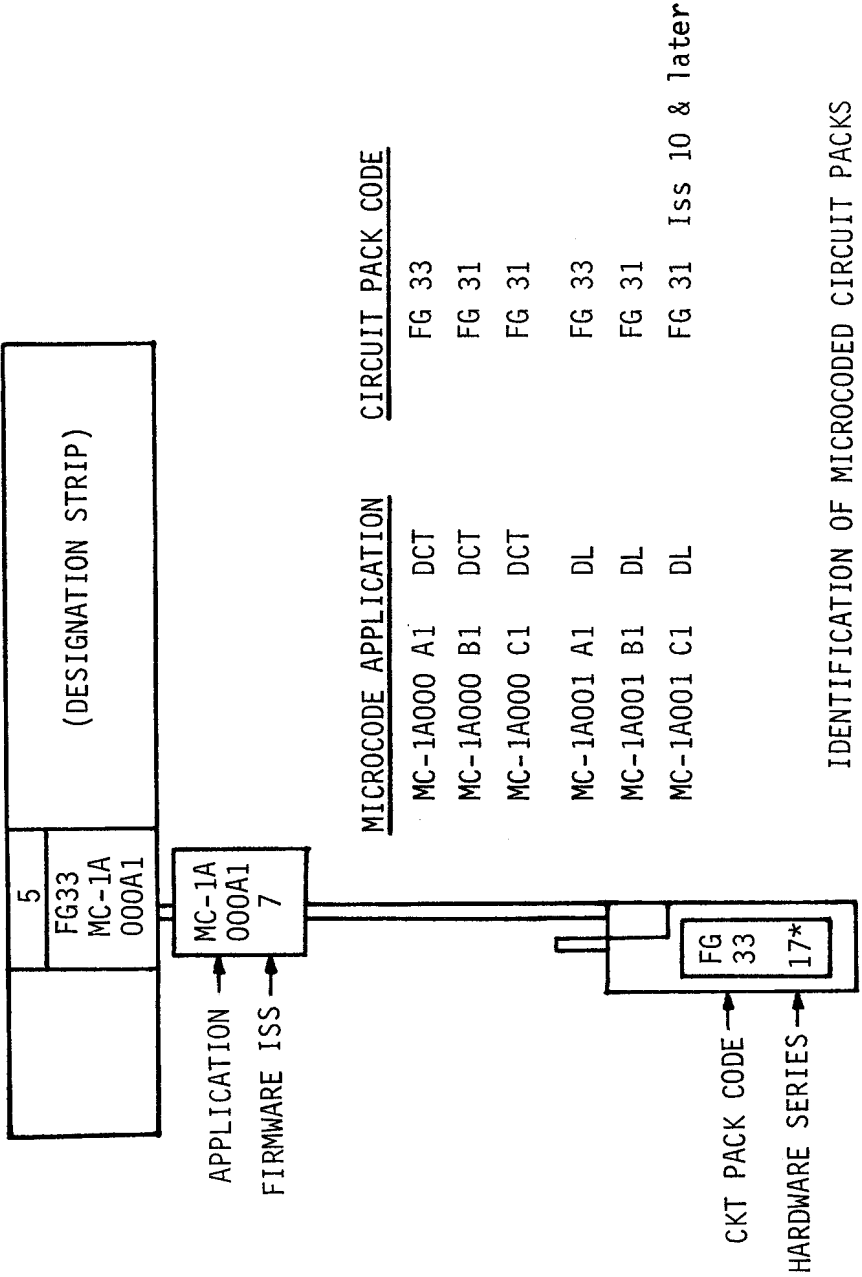 5
FG33
MC-1A
000A1
(DESIGNATION STRIP)
APPLICATION
FIRMWARE ISS
MC-1A
000A1
7
MICROCODE APPLICATION CIRCUIT PACK CODE
MC-1A000 A1 DCT FG 33
MC-1A000 B1 DCT FG 31
MC-1A000 C1 DCT FG 31
MC-1A001 A1 DL FG 33
MC-1A001 B1 DL FG 31
MC-1A001 C1 DL FG 31 Iss 10 & later
CKT PACK CODE
HARDWARE SERIES
FG
33
17*
IDENTIFICATION OF MICROCODED CIRCUIT PACKS